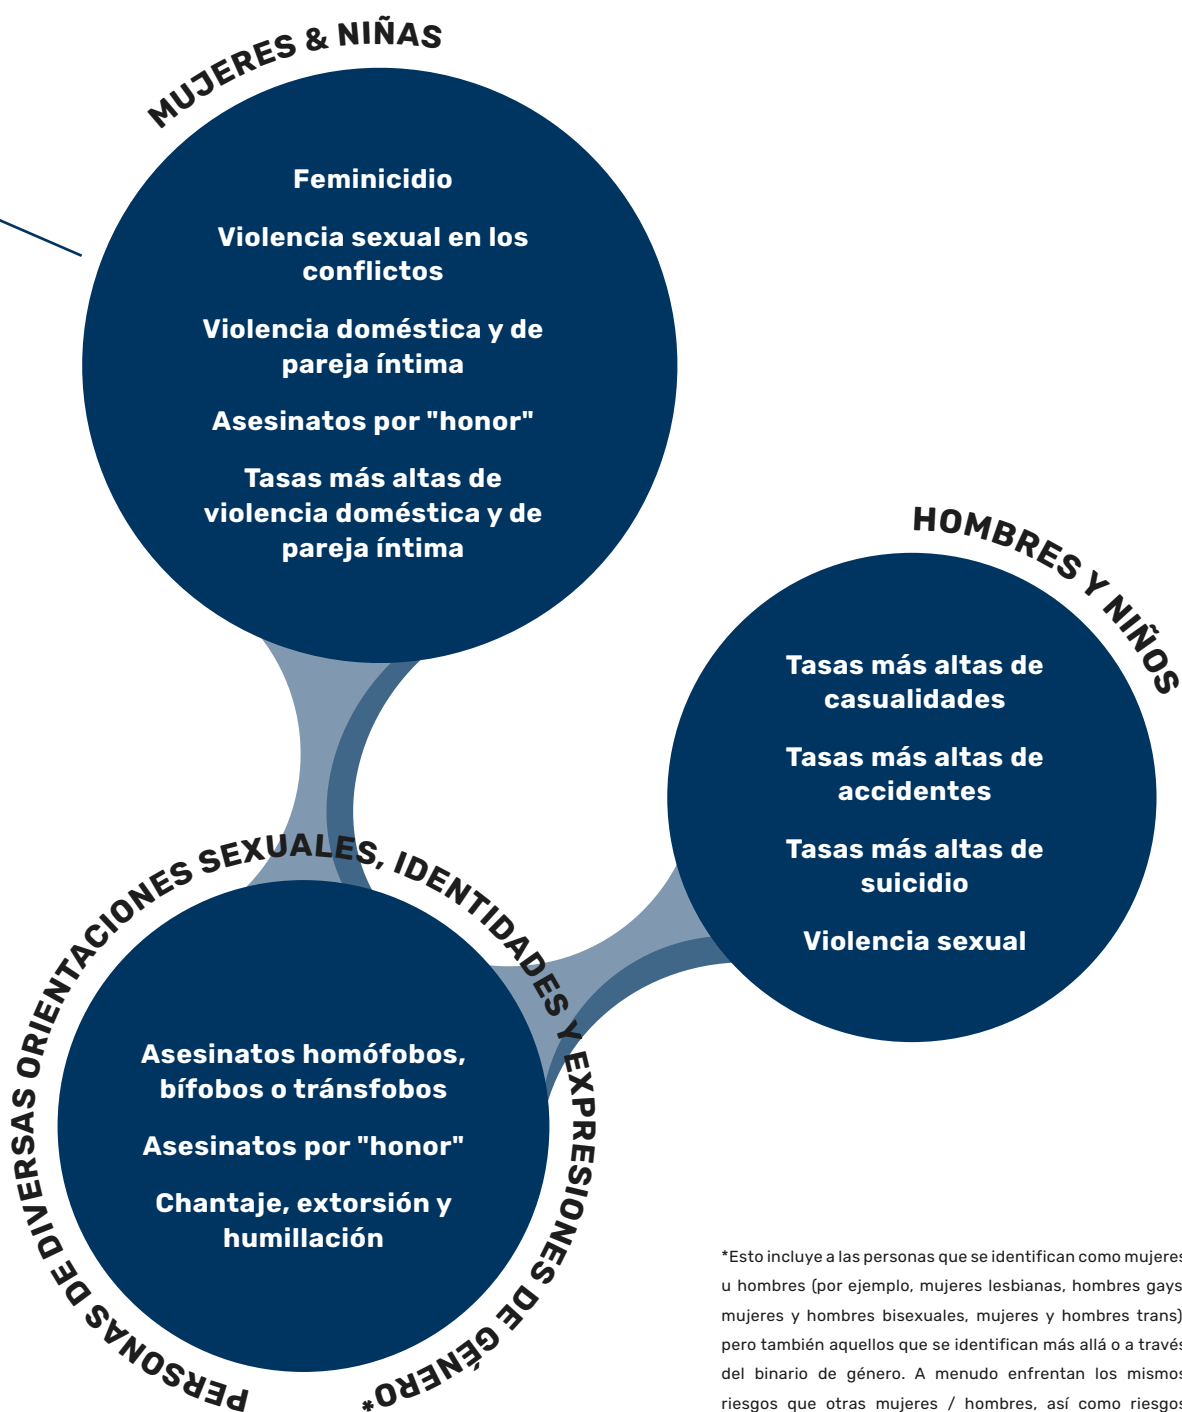 MUJERES & NIÑAS
Feminicidio
Violencia sexual en los
conflictos
Violencia doméstica y de
pareja íntima
Asesinatos por "honor"
Tasas más altas de
violencia doméstica y de
pareja íntima
HOMBRES Y NIÑOS
Tasas más altas de
casualidades
Tasas más altas de
accidentes
Tasas más altas de
suicidio
Violencia sexual
PERSONAS DE DIVERSAS ORIENTACIONES SEXUALES, IDENTIDADES Y EXPRESIONES DE GÉNERO*
Asesinatos homófobos,
bífobos o tránsfobos
Asesinatos por "honor"
Chantaje, extorsión y
humillación
*Esto incluye a las personas que se identifican como mujeres
u hombres (por ejemplo, mujeres lesbianas, hombres gays
mujeres y hombres bisexuales, mujeres y hombres trans)
pero también aquellos que se identifican más allá o a través
del binario de género. A menudo enfrentan los mismos
riesgos que otras mujeres / hombres, así como riesgos